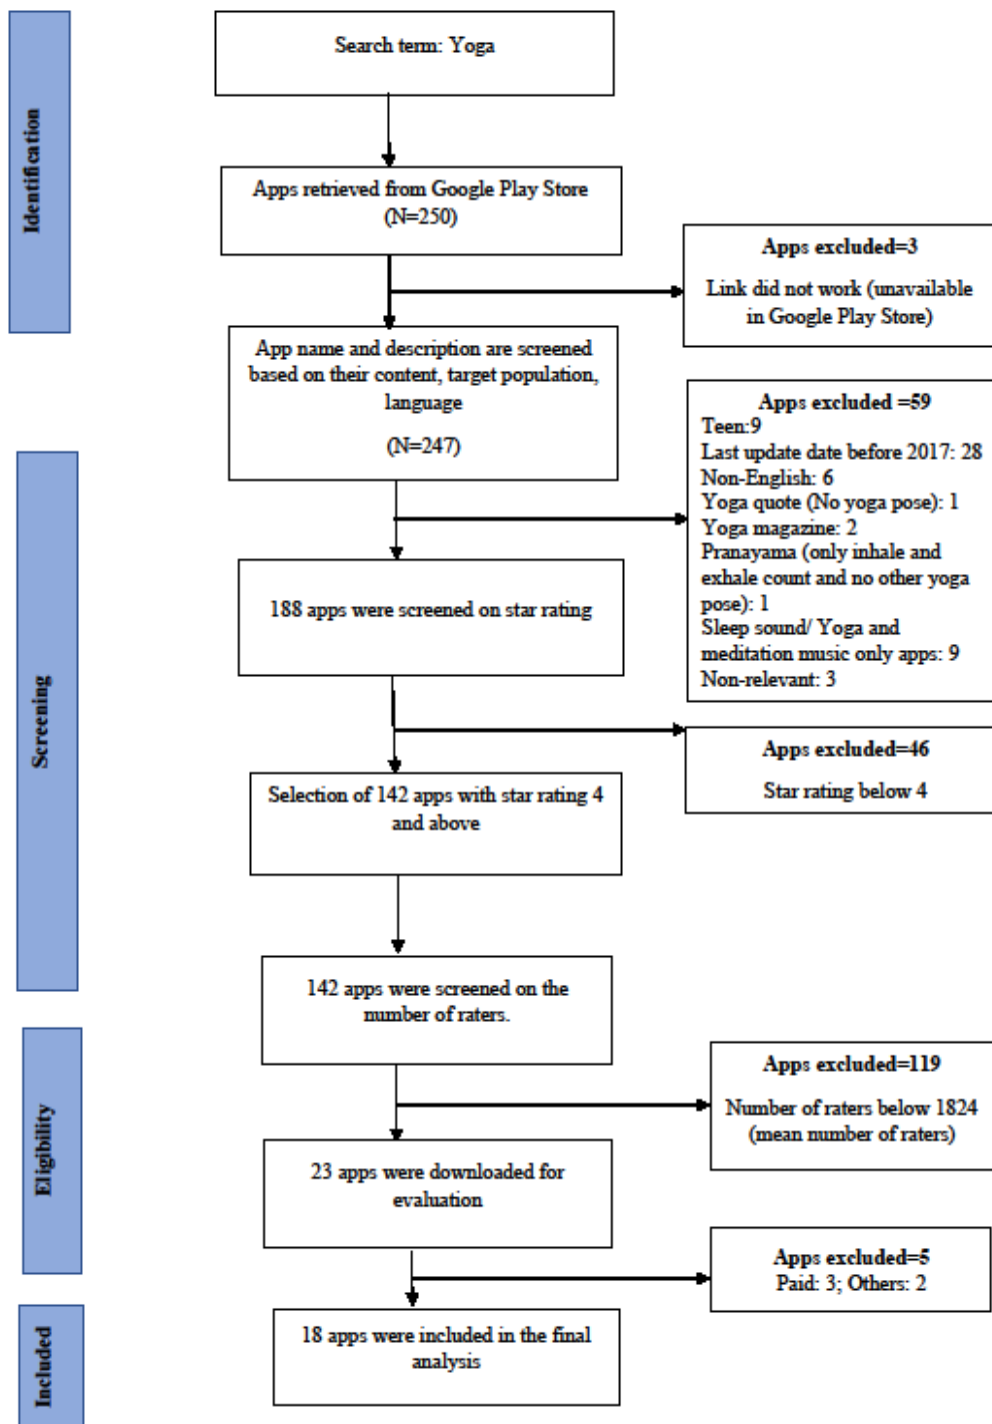 Identification
Search term: Yoga
Apps retrieved from Google Play Store
(N=250)
Apps excluded=3
Link did not work (unavailable
in Google Play Store)
App name and description are screened
based on their content, target population,
language
(N=247)
Screening
Apps excluded =59
Teen:9
Last update date before 2017: 28
Non-English: 6
Yoga quote (No yoga pose): 1
Yoga magazine: 2
Pranayama (only inhale and
exhale count and no other yoga
pose): 1
Sleep sound/ Yoga and
meditation music only apps: 9
Non-relevant: 3
188 apps were screened on star rating
Apps excluded=46
Star rating below 4
Selection of 142 apps with star rating 4
and above
142 apps were screened on the
number of raters.
Eligibility
Apps excluded=119
Number of raters below 1824
(mean number of raters)
23 apps were downloaded for
evaluation
Apps excluded=5
Paid: 3; Others: 2
Included
18 apps were included in the final
analysis